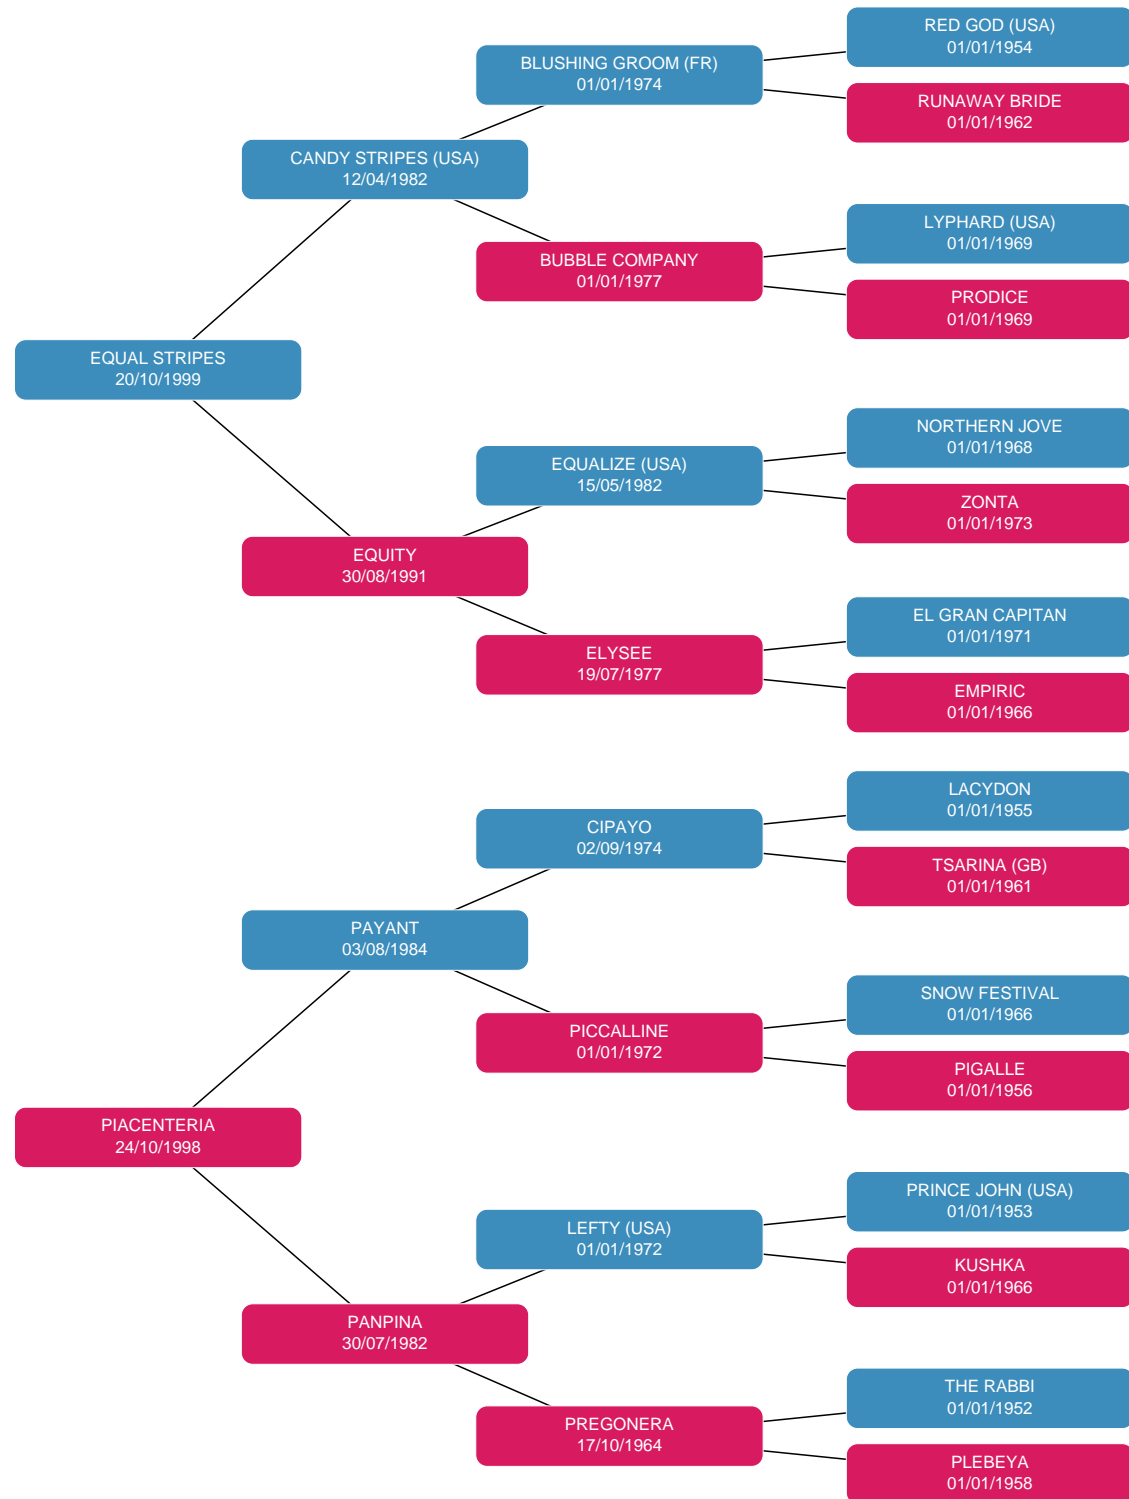 RED GOD (USA)
01/01/1954
BLUSHING GROOM (FR)
01/01/1974
RUNAWAY BRIDE
01/01/1962
CANDY STRIPES (USA)
12/04/1982
LYPHARD (USA)
01/01/1969
BUBBLE COMPANY
01/01/1977
PRODICE
01/01/1969
EQUAL STRIPES
20/10/1999
NORTHERN JOVE
01/01/1968
EQUALIZE (USA)
15/05/1982
ZONTA
01/01/1973
EQUITY
30/08/1991
EL GRAN CAPITAN
01/01/1971
ELYSEE
19/07/1977
EMPIRIC
01/01/1966
LACYDON
01/01/1955
CIPAYO
02/09/1974
TSARINA (GB)
01/01/1961
PAYANT
03/08/1984
SNOW FESTIVAL
01/01/1966
PICCALLINE
01/01/1972
PIGALLE
01/01/1956
PIACENTERIA
24/10/1998
PRINCE JOHN (USA)
01/01/1953
LEFTY (USA)
01/01/1972
KUSHKA
01/01/1966
PANPINA
30/07/1982
THE RABBI
01/01/1952
PREGONERA
17/10/1964
PLEBEYA
01/01/1958